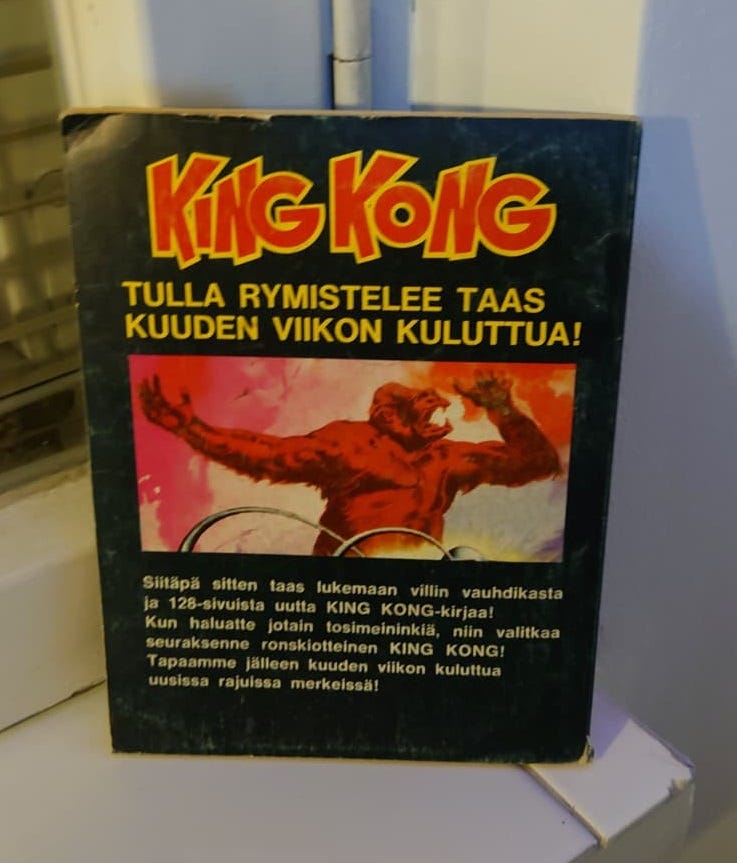 KING KONG
TULLA RYMISTELEE TAAS
KUUDEN VIIKON KULUTTUA!
Siitäpä sitten taas lukemaan villin vauhdikasta
ja 128-sivuista uutta KING KONG-kirjaa!
Kun haluatte jotain tosimeininkiä, niin valitkaa
seuraksenne ronskiotteinen KING KONG!
Tapaamme jälleen kuuden viikon kuluttua
uusissa rajuissa merkeissä!